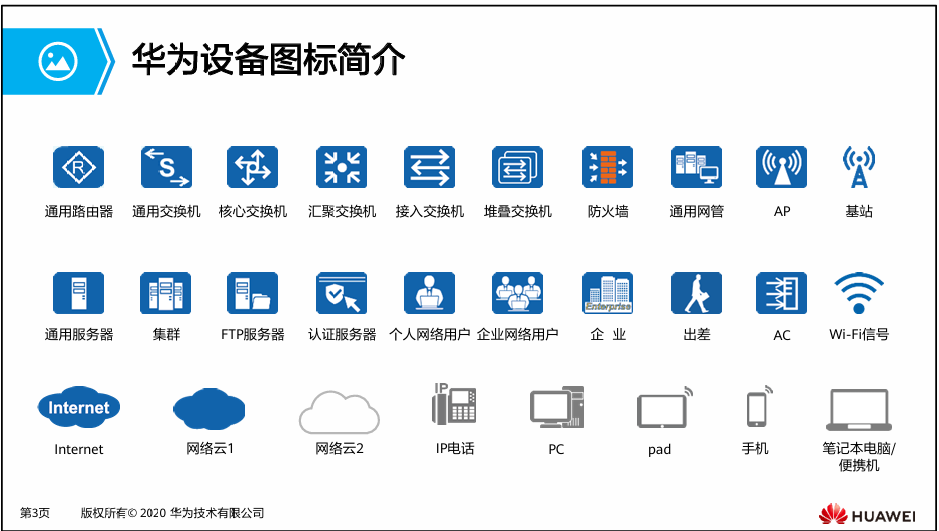 华为设备图标简介
R
S
通用路由器 通用交换机 核心交换机 汇聚交换机 接入交换机 堆叠交换机 防火墙 通用网管 AP 基站
Enterprise
通用服务器 集群 FTP服务器 认证服务器 个人网络用户 企业网络用户 企 业 出差 AC Wi-Fi信号
Internet
IP
Internet 网络云1 网络云2 IP电话 PC pad 手机 笔记本电脑/
便携机
第3页 版权所有© 2020 华为技术有限公司
HUAWEI